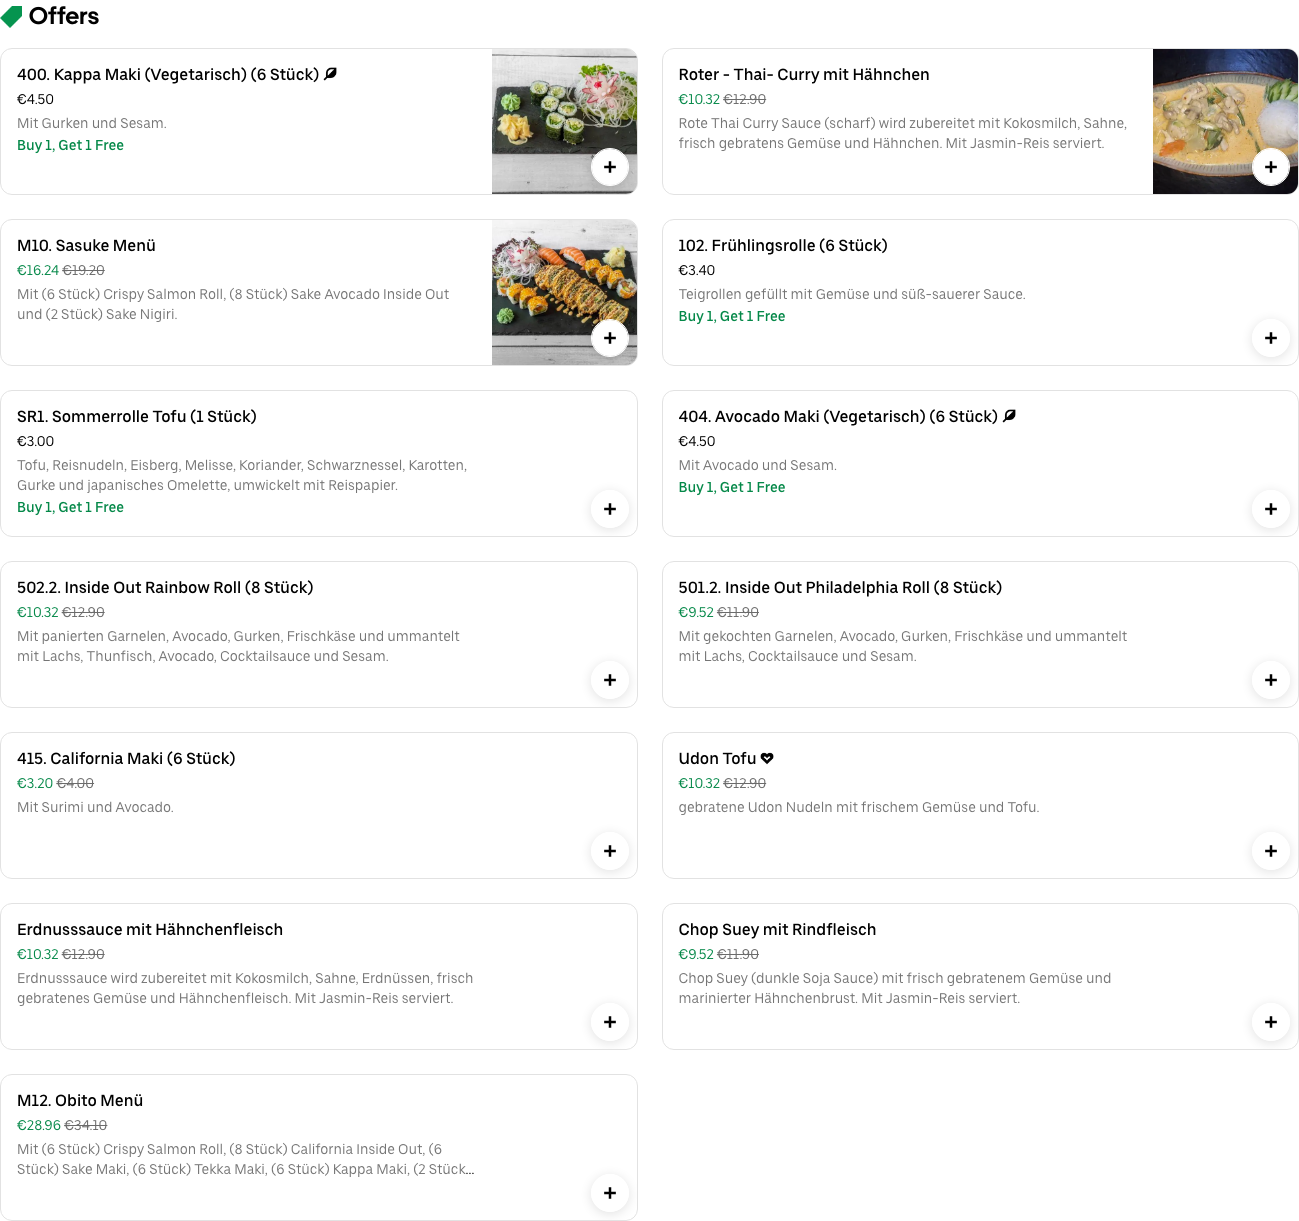 Offers
400. Kappa Maki (Vegetarisch) (6 Stück)
€4.50
Mit Gurken und Sesam.
Buy 1, Get 1 Free
Roter - Thai- Curry mit Hähnchen
€10.32 €12.90
Rote Thai Curry Sauce (scharf) wird zubereitet mit Kokosmilch, Sahne,
frisch gebratens Gemüse und Hähnchen. Mit Jasmin-Reis serviert.
M10. Sasuke Menü
€16.24 €19.20
Mit (6 Stück) Crispy Salmon Roll, (8 Stück) Sake Avocado Inside Out
und (2 Stück) Sake Nigiri.
102. Frühlingsrolle (6 Stück)
€3.40
Teigrollen gefüllt mit Gemüse und süß-sauerer Sauce.
Buy 1, Get 1 Free
SR1. Sommerrolle Tofu (1 Stück)
€3.00
Tofu, Reisnudeln, Eisberg, Melisse, Koriander, Schwarznessel, Karotten,
Gurke und japanisches Omelette, umwickelt mit Reispapier.
Buy 1, Get 1 Free
404. Avocado Maki (Vegetarisch) (6 Stück)
€4.50
Mit Avocado und Sesam.
Buy 1, Get 1 Free
502.2. Inside Out Rainbow Roll (8 Stück)
€10.32 €12.90
Mit panierten Garnelen, Avocado, Gurken, Frischkäse und ummantelt
mit Lachs, Thunfisch, Avocado, Cocktailsauce und Sesam.
501.2. Inside Out Philadelphia Roll (8 Stück)
€9.52 €11.90
Mit gekochten Garnelen, Avocado, Gurken, Frischkäse und ummantelt
mit Lachs, Cocktailsauce und Sesam.
415. California Maki (6 Stück)
€3.20 €4.00
Mit Surimi und Avocado.
Udon Tofu
€10.32 €12.90
gebratene Udon Nudeln mit frischem Gemüse und Tofu.
Erdnusssauce mit Hähnchenfleisch
€10.32 €12.90
Erdnusssauce wird zubereitet mit Kokosmilch, Sahne, Erdnüssen, frisch
gebratenes Gemüse und Hähnchenfleisch. Mit Jasmin-Reis serviert.
Chop Suey mit Rindfleisch
€9.52 €11.90
Chop Suey (dunkle Soja Sauce) mit frisch gebratenem Gemüse und
marinierter Hähnchenbrust. Mit Jasmin-Reis serviert.
M12. Obito Menü
€28.96 €34.10
Mit (6 Stück) Crispy Salmon Roll, (8 Stück) California Inside Out, (6
Stück) Sake Maki, (6 Stück) Tekka Maki, (6 Stück) Kappa Maki, (2 Stück...